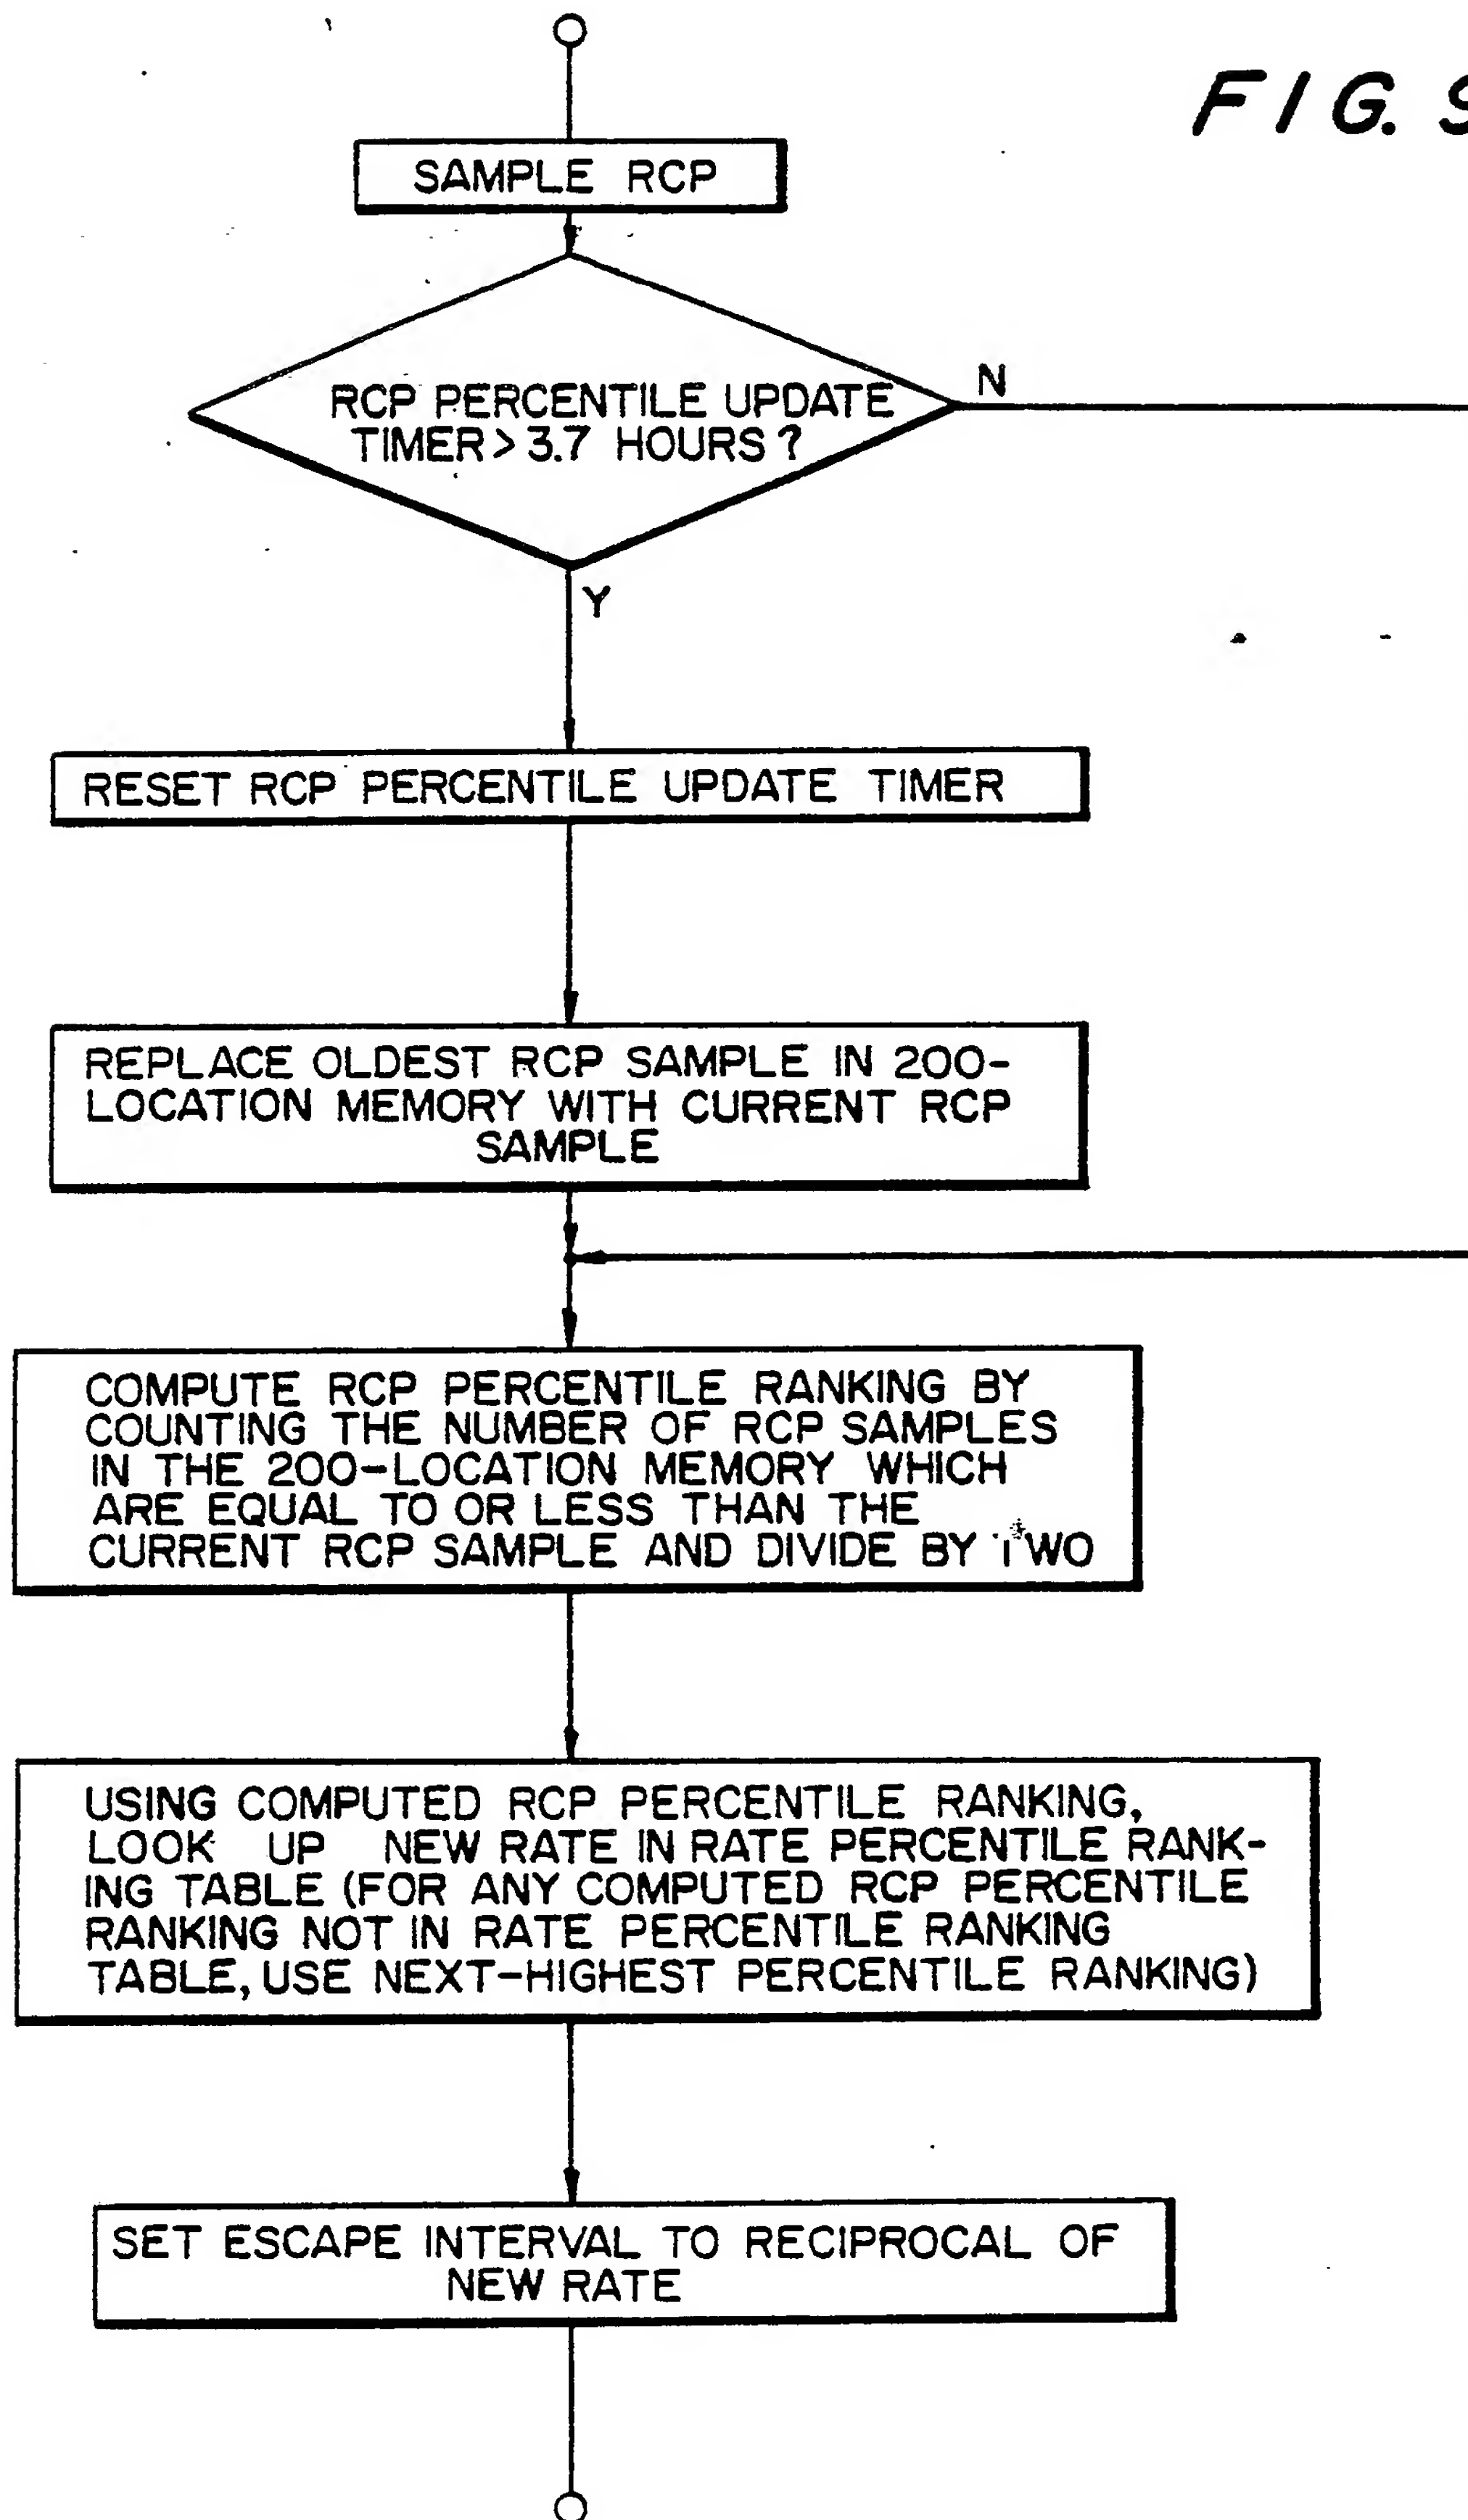 FIG.
SAMPLE RCP
RCP PERCENTILE UPDATE
TIMER > 3.7 HOURS ?
N
Y
RESET RCP PERCENTILE UPDATE TIMER
REPLACE OLDEST RCP SAMPLE IN 200-
LOCATION MEMORY WITH CURRENT RCP
SAMPLE
COMPUTE RCP PERCENTILE RANKING BY
COUNTING THE NUMBER OF RCP SAMPLES
IN THE 200-LOCATION MEMORY WHICH
ARE EQUAL TO OR LESS THAN THE
CURRENT RCP SAMPLE AND DIVIDE BY TWO
USING COMPUTED RCP PERCENTILE RANKING,
LOOK UP NEW RATE IN RATE PERCENTILE RANK-
ING TABLE (FOR ANY COMPUTED RCP PERCENTILE
RANKING NOT IN RATE PERCENTILE RANKING
TABLE, USE NEXT-HIGHEST PERCENTILE RANKING)
SET ESCAPE INTERVAL TO RECIPROCAL OF
NEW RATE